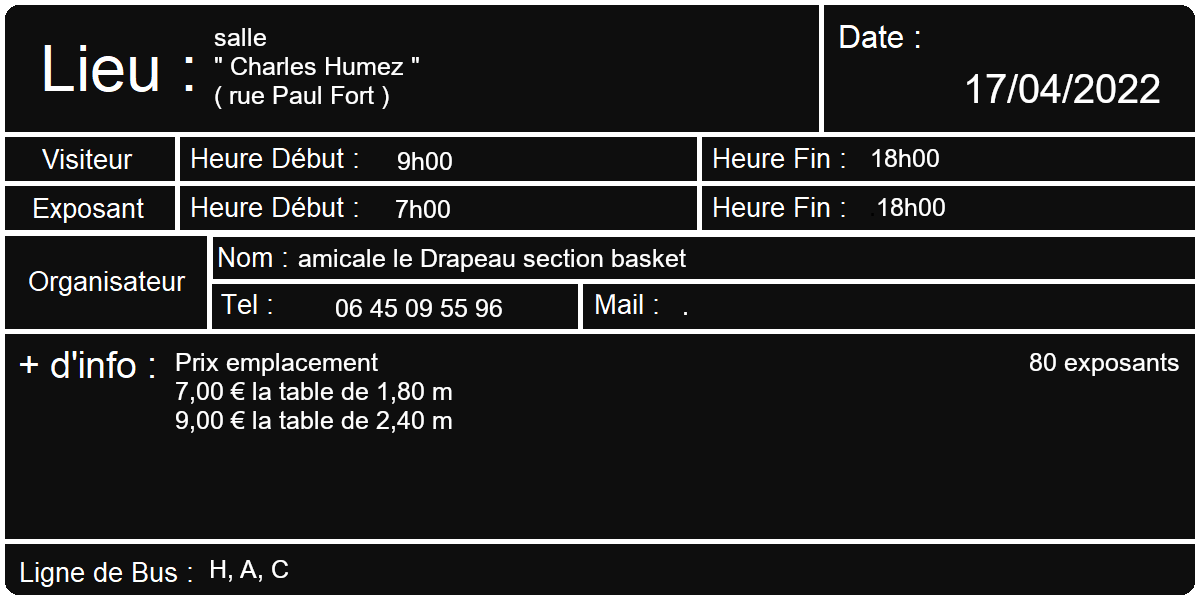 Lieu :
salle
" Charles Humez "
( rue Paul Fort )
Date :
17/04/2022
Visiteur
Heure Début : 9h00
Heure Fin : 18h00
Exposant
Heure Début : 7h00
Heure Fin : .18h00
Organisateur
Nom : amicale le Drapeau section basket
Tel : 06 45 09 55 96
Mail : .
+ d'info :
Prix emplacement
80 exposants
7,00 € la table de 1,80 m
9,00 € la table de 2,40 m
Ligne de Bus : H, A, C